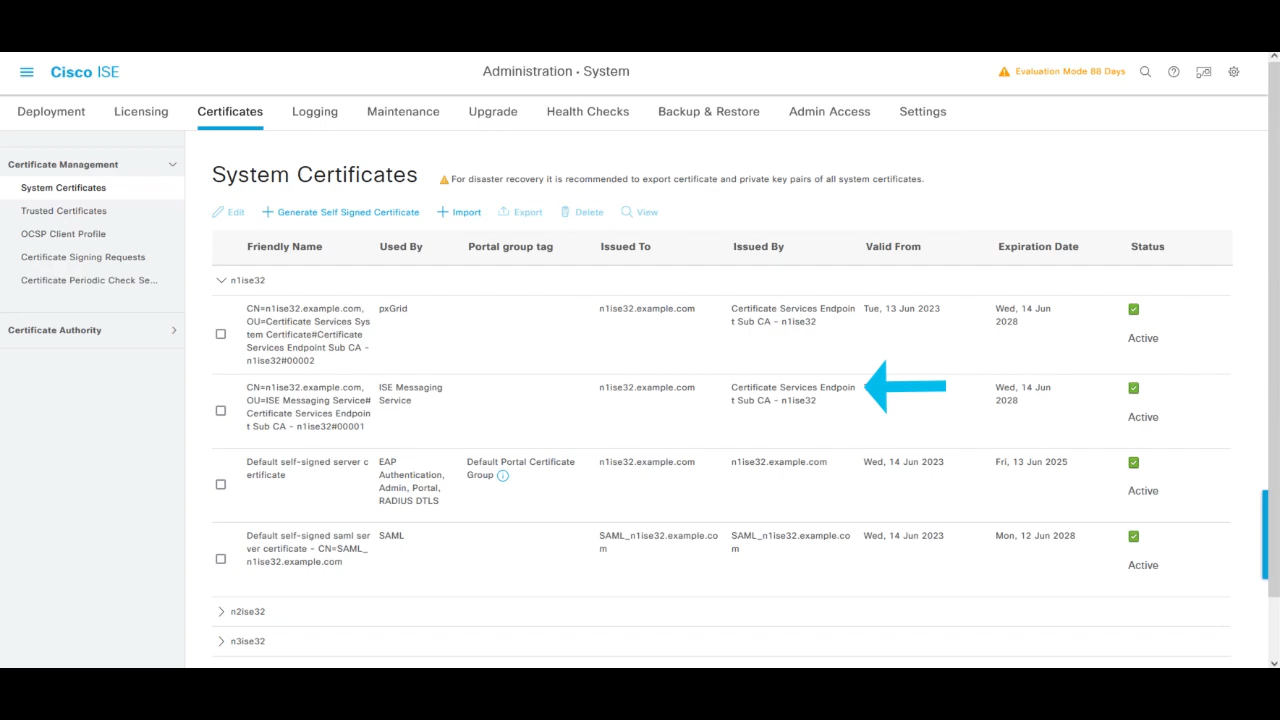 Cisco ISE
Administration · System
Evaluation Mode 88 Days
Deployment
Licensing
Certificates
Logging
Maintenance
Upgrade
Health Checks
Backup & Restore
Admin Access
Settings
Certificate Management
System Certificates
Trusted Certificates
OCSP Client Profile
Certificate Signing Requests
Certificate Periodic Check Se...
Certificate Authority
System Certificates
For disaster recovery it is recommended to export certificate and private key pairs of all system certificates.
Edit
Generate Self Signed Certificate
Import
Export
Delete
View
Friendly Name
Used By
Portal group tag
Issued To
Issued By
Valid From
Expiration Date
Status
n1ise32
CN=n1ise32.example.com,
OU=Certificate Services Sys
tem Certificate#Certificate
Services Endpoint Sub CA -
n1ise32#00002
pxGrid
n1ise32.example.com
Certificate Services Endpoin
t Sub CA - n1ise32
Tue, 13 Jun 2023
Wed, 14 Jun
2028
Active
CN=n1ise32.example.com,
OU=ISE Messaging Service#
Certificate Services Endpoin
t Sub CA - n1ise32#00001
ISE Messaging
Service
n1ise32.example.com
Certificate Services Endpoin
t Sub CA - n1ise32
Wed, 14 Jun
2028
Active
Default self-signed server c
ertificate
EAP
Authentication,
Admin, Portal,
RADIUS DTLS
Default Portal Certificate
Group
n1ise32.example.com
n1ise32.example.com
Wed, 14 Jun 2023
Fri, 13 Jun 2025
Active
Default self-signed saml ser
ver certificate - CN=SAML_
n1ise32.example.com
SAML
SAML_n1ise32.example.co
m
SAML_n1ise32.example.co
m
Wed, 14 Jun 2023
Mon, 12 Jun 2028
Active
n2ise32
n3ise32